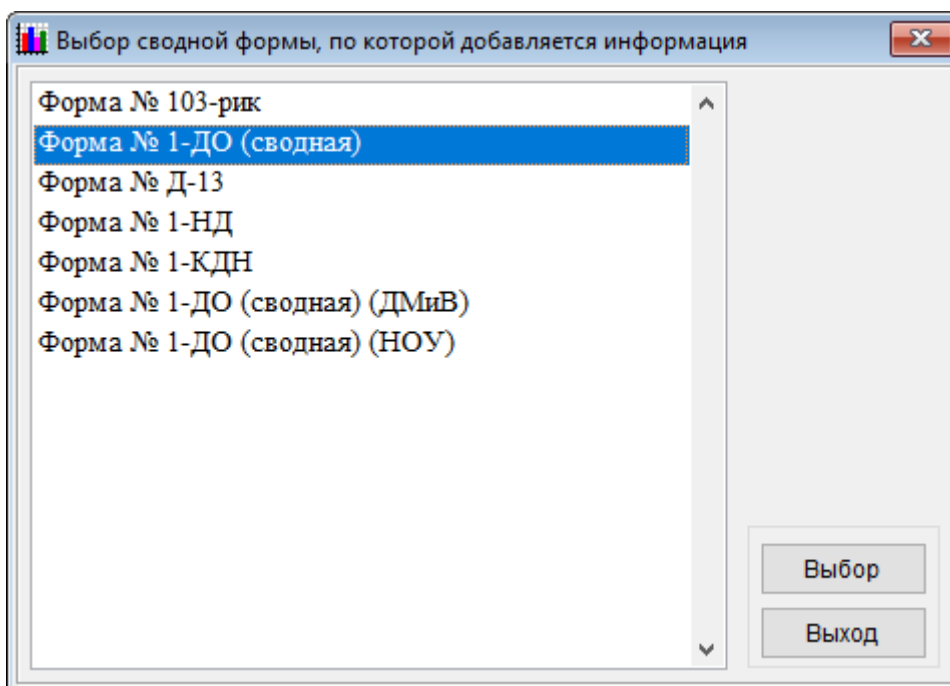 Выбор сводной формы, по которой добавляется информация
Форма № 103-рик
Форма № 1-ДО (сводная)
Форма № Д-13
Форма № 1-НД
Форма № 1-КДН
Форма № 1-ДО (сводная) (ДМиВ)
Форма № 1-ДО (сводная) (НОУ)
Выбор
Выход